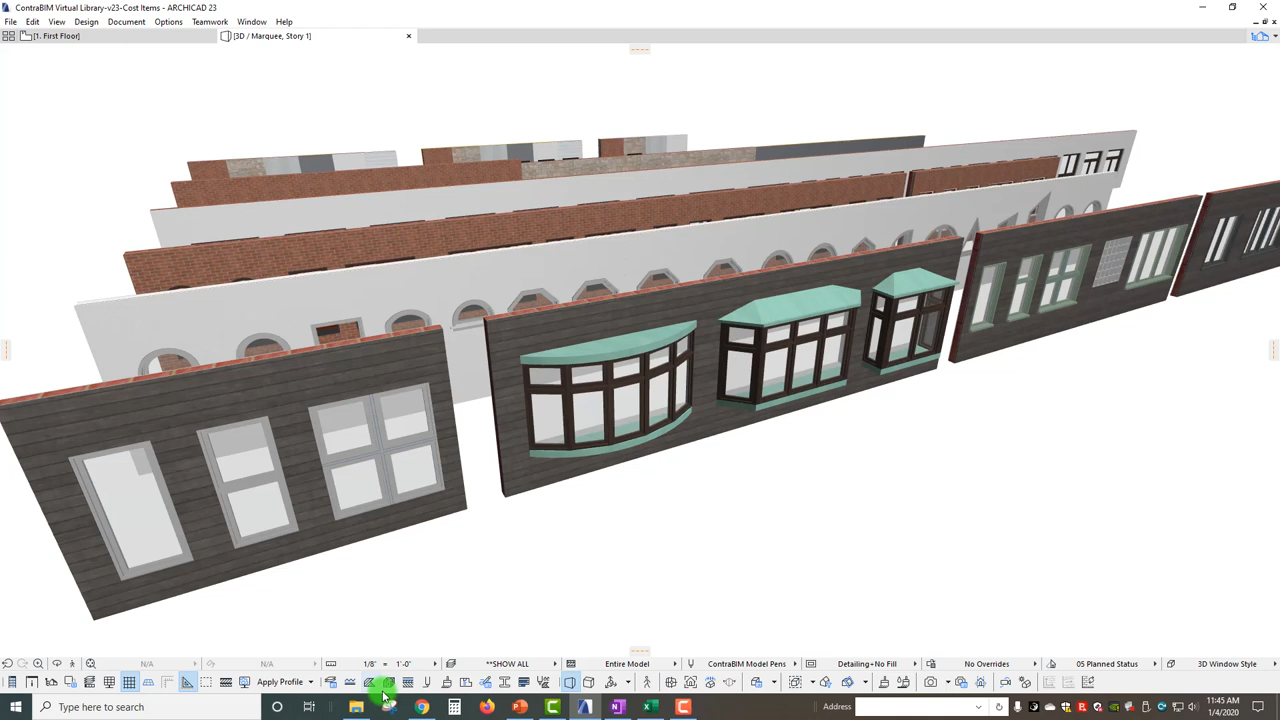 ContraBIM Virtual Library-v23-Cost Items - ARCHICAD 23
File Edit View Design Document Options Teamwork Window Help
[1. First Floor] [3D / Marquee, Story 1]
N/A N/A 1/8" = 1'-0" **SHOW ALL Entire Model ContraBIM Model Pens Detailing+No Fill No Overrides 05 Planned Status 3D Window Style
Apply Profile
Type here to search Address 11:45 AM
1/4/2020